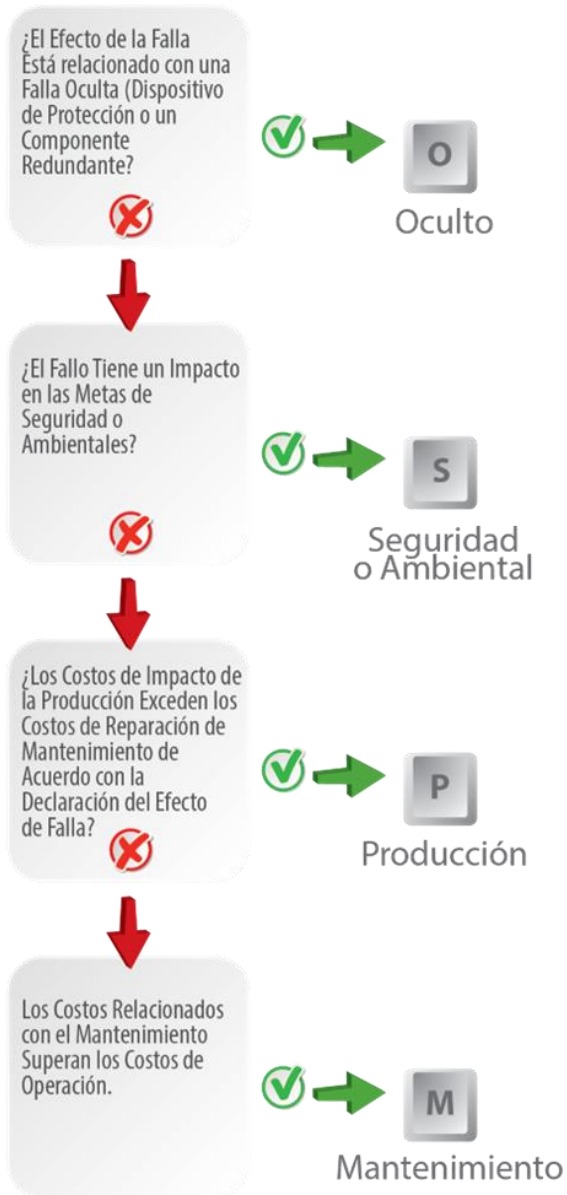 ¿El Efecto de la Falla
Está relacionado con una
Falla Oculta (Dispositivo
de Protección o un
Componente
Redundante?
O
Oculto
¿El Fallo Tiene un Impacto
en las Metas de
Seguridad o
Ambientales?
S
Seguridad
o Ambiental
¿Los Costos de Impacto de
la Producción Exceden los
Costos de Reparación de
Mantenimiento de
Acuerdo con la
Declaración del Efecto
de Falla?
P
Producción
Los Costos Relacionados
con el Mantenimiento
Superan los Costos de
Operación.
M
Mantenimiento